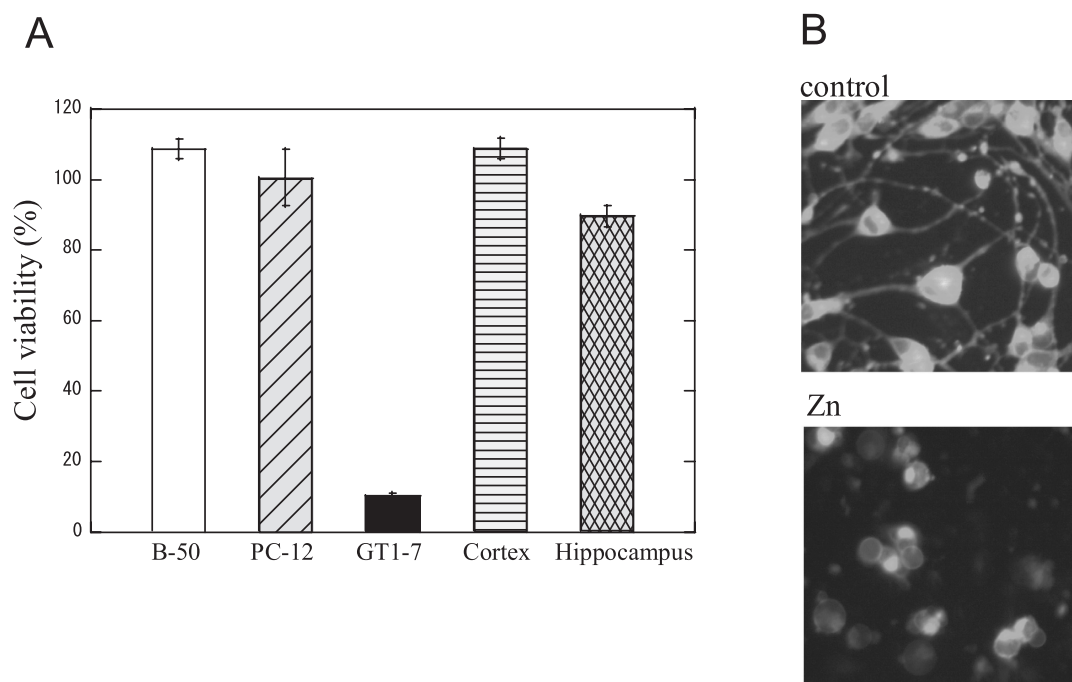 A
B
control
Zn
Cell viability (%)
120
100
80
60
40
20
0
B-50 PC-12 GT1-7 Cortex Hippocampus